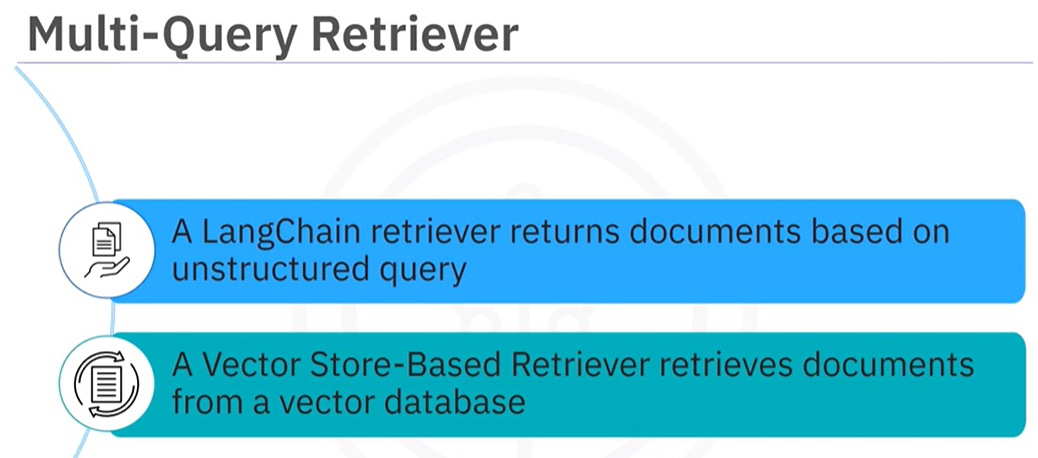 Multi-Query Retriever
A LangChain retriever returns documents based on
unstructured query
A Vector Store-Based Retriever retrieves documents
from a vector database